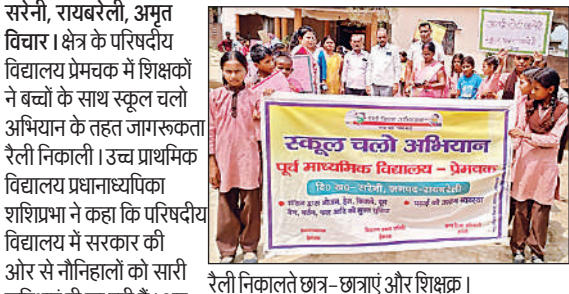 सरेनी, रायबरेली, अमृत
विचार। क्षेत्र के परिषदीय
विद्यालय प्रेमचक में शिक्षकों
ने बच्चों के साथ स्कूल चलो
अभियान के तहत जागरूकता
रैली निकाली। उच्च प्राथमिक
विद्यालय प्रधानाध्यपिका
शशिप्रभा ने कहा कि परिषदीय
विद्यालय में सरकार की
ओर से नौनिहालों को सारी
स्कूल चलो अभियान
पूर्व माध्यमिक विद्यालय - प्रेमचक
वि० ख०- सरेनी, जनपद-रायबरेली
रैली निकालते छात्र-छात्राएं और शिक्षक।